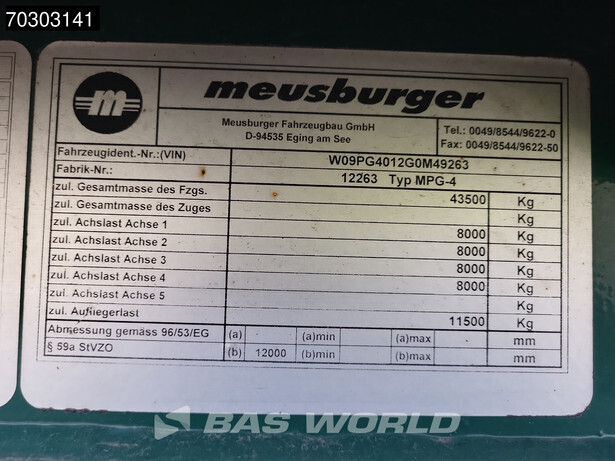 70303141
m
meusburger
Meusburger Fahrzeugbau GmbH
D-94535 Eging am See
Tel.: 0049/8544/9622-0
Fax: 0049/8544/9622-50
Fahrzeugident.-Nr.:(VIN) W09PG4012G0M49263
Fabrik-Nr.: 12263 Typ MPG-4
zul. Gesamtmasse des Fzgs. 43500 Kg
zul. Gesamtmasse des Zuges Kg
zul. Achslast Achse 1 8000 Kg
zul. Achslast Achse 2 8000 Kg
zul. Achslast Achse 3 8000 Kg
zul. Achslast Achse 4 8000 Kg
zul. Achslast Achse 5 Kg
zul. Aufliegerlast 11500 Kg
Abmessung gemäss 96/53/EG (a) - (a)min (a)max mm
§ 59a StVZO (b) 12000 (b)min (b)max mm
BAS WORLD